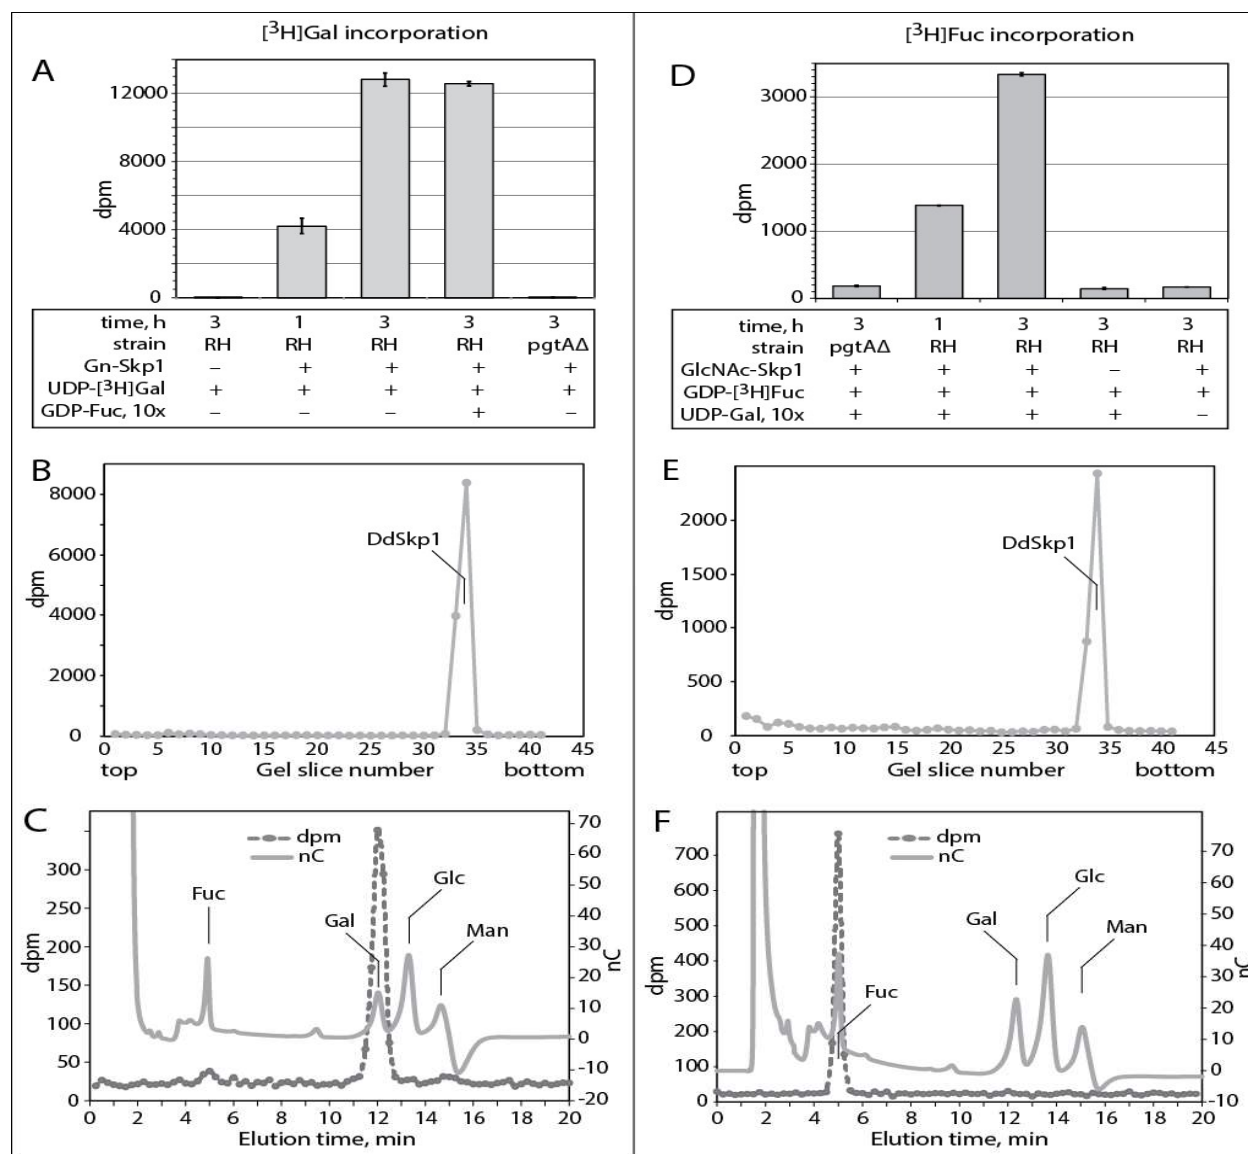 [³H]Gal incorporation
A
12000
8000
4000
0
dpm
time, h 3 1 3 3 3
strain RH RH RH RH pgtAΔ
Gn-Skp1 – + + + +
UDP-[³H]Gal + + + + +
GDP-Fuc, 10x – – – + –
B
8000
6000
4000
2000
0
dpm
DdSkp1
0 5 10 15 20 25 30 35 40 45
top Gel slice number bottom
C
300
250
200
150
100
50
0
dpm
70
60
50
40
30
20
10
0
-10
-20
nC
dpm
nC
Fuc
Gal
Glc
Man
0 2 4 6 8 10 12 14 16 18 20
Elution time, min
[³H]Fuc incorporation
D
3000
2000
1000
0
dpm
time, h 3 1 3 3 3
strain pgtAΔ RH RH RH RH
GlcNAc-Skp1 + + + – +
GDP-[³H]Fuc + + + + +
UDP-Gal, 10x + + + + –
E
2000
1500
1000
500
0
dpm
DdSkp1
0 5 10 15 20 25 30 35 40 45
top Gel slice number bottom
F
700
600
500
400
300
200
100
0
dpm
70
60
50
40
30
20
10
0
-10
nC
dpm
nC
Fuc
Gal
Glc
Man
0 2 4 6 8 10 12 14 16 18 20
Elution time, min